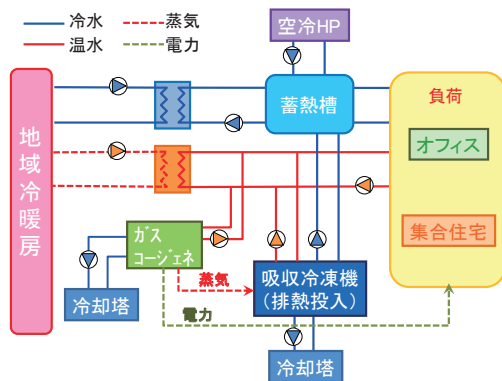 冷水
蒸気
温水
電力
空冷HP
地域冷暖房
蓄熱槽
負荷
オフィス
集合住宅
ガス
コージェネ
蒸気
吸収冷凍機
(排熱投入)
冷却塔
電力
冷却塔